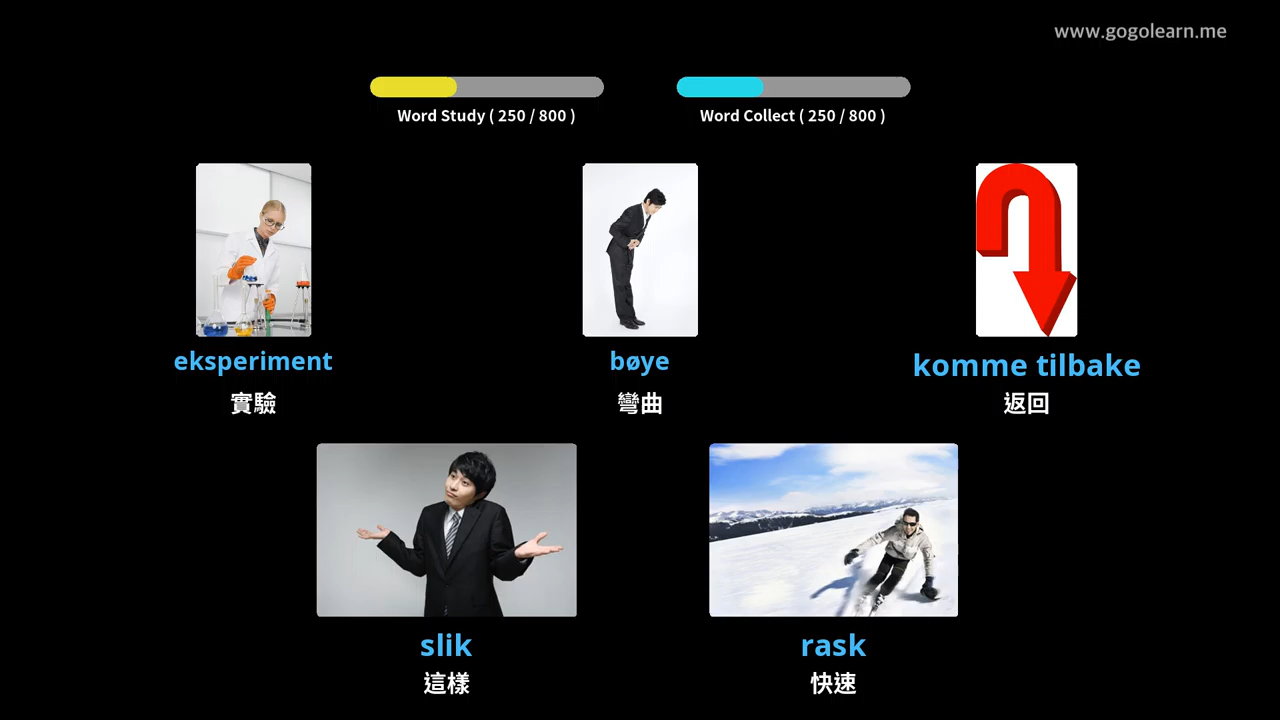 www.gogolearn.me
Word Study ( 250 / 800 )
Word Collect ( 250 / 800 )
eksperiment
實驗
bøye
彎曲
komme tilbake
返回
slik
這樣
rask
快速